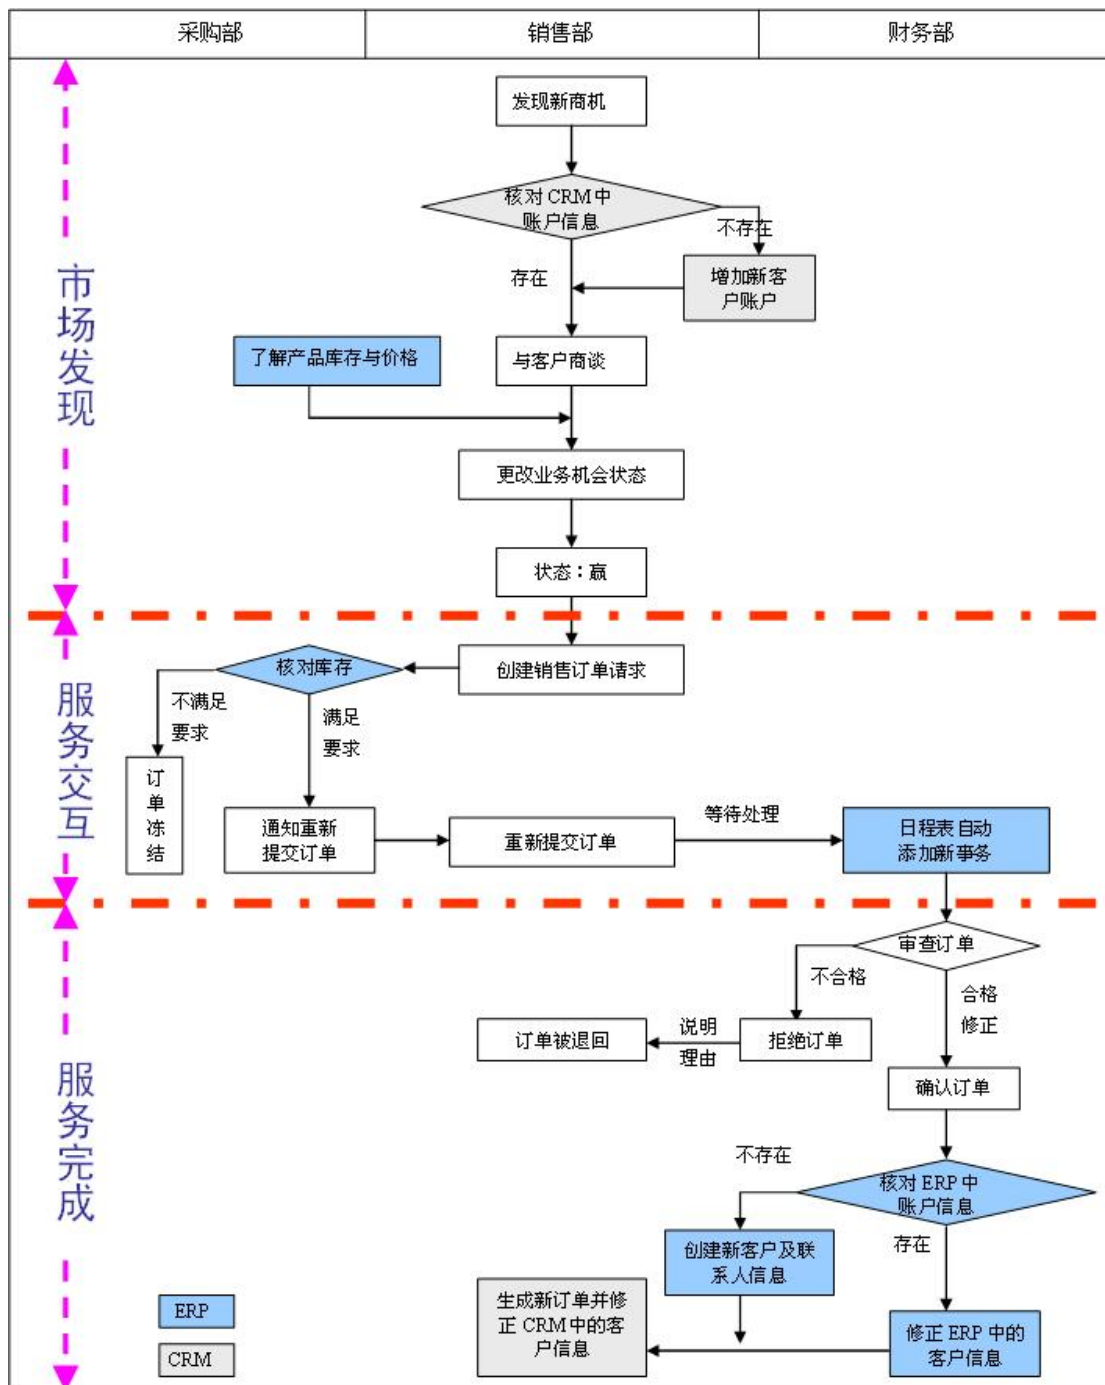 采购部
销售部
财务部
发现新商机
核对 CRM 中
账户信息
不存在
存在
增加新客
户账户
市场发现
了解产品库存与价格
与客户商谈
更改业务机会状态
状态：赢
服务交互
核对库存
创建销售订单请求
不满足
要求
满足
要求
订单冻结
通知重新
提交订单
重新提交订单
等待处理
日程表自动
添加新事务
服务完成
审查订单
不合格
合格
修正
订单被退回
说明
理由
拒绝订单
确认订单
不存在
核对 ERP 中
账户信息
存在
创建新客户及联
系人信息
生成新订单并修
正 CRM 中的客
户信息
修正 ERP 中的
客户信息
ERP
CRM